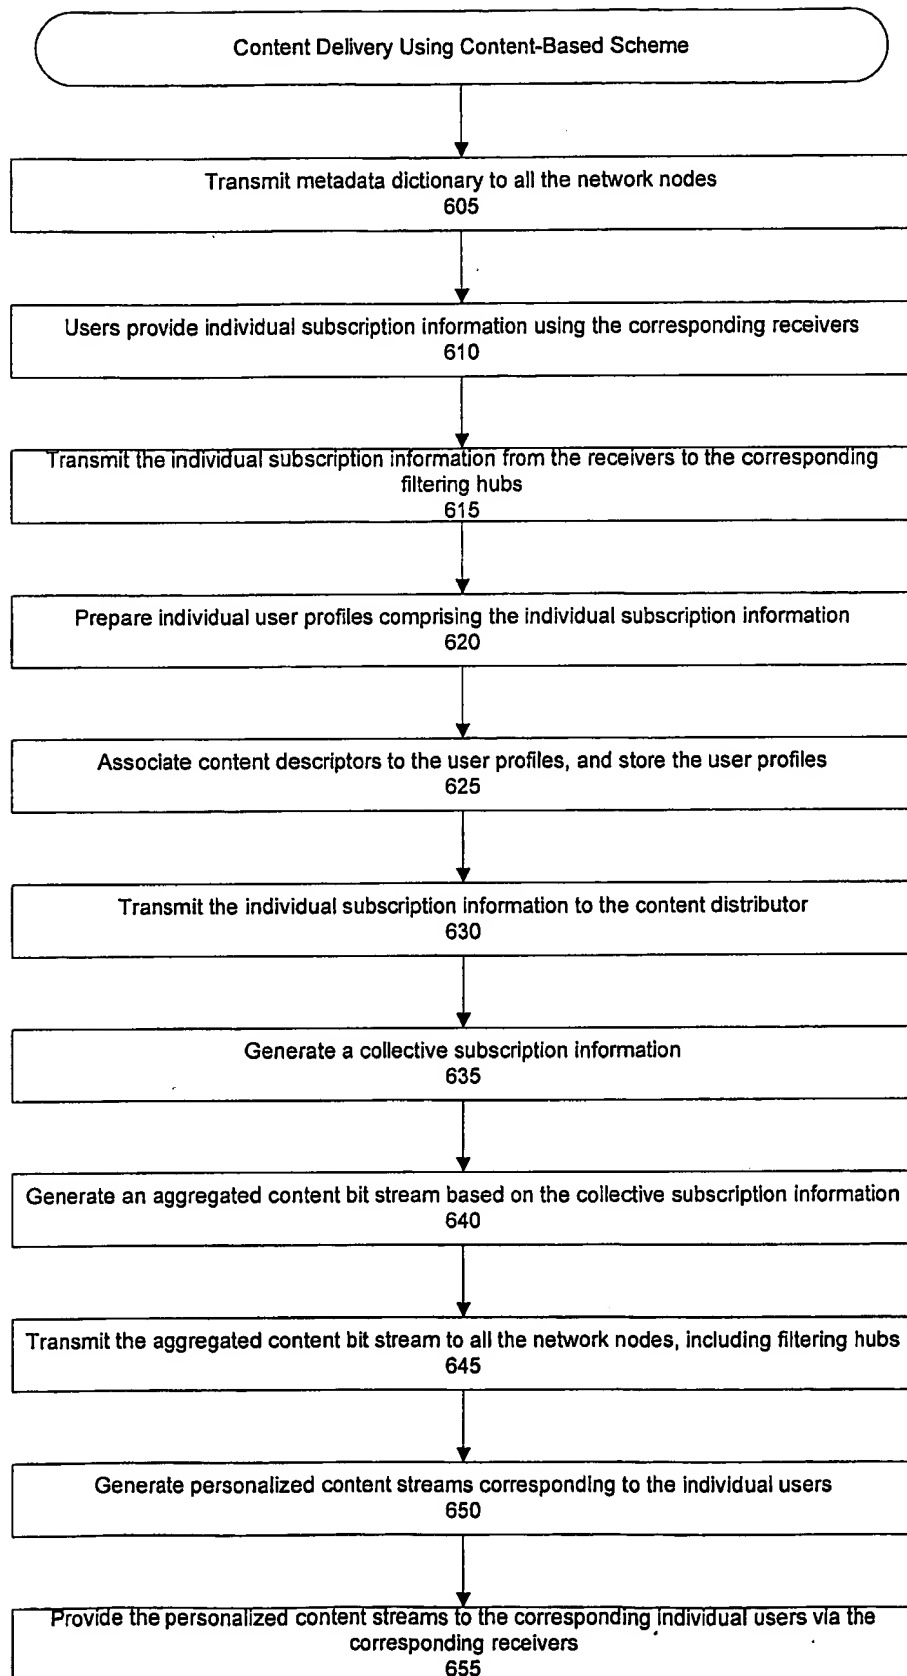 Content Delivery Using Content-Based Scheme
Transmit metadata dictionary to all the network nodes
605
Users provide individual subscription information using the corresponding receivers
610
Transmit the individual subscription information from the receivers to the corresponding
filtering hubs
615
Prepare individual user profiles comprising the individual subscription information
620
Associate content descriptors to the user profiles, and store the user profiles
625
Transmit the individual subscription information to the content distributor
630
Generate a collective subscription information
635
Generate an aggregated content bit stream based on the collective subscription information
640
Transmit the aggregated content bit stream to all the network nodes, including filtering hubs
645
Generate personalized content streams corresponding to the individual users
650
Provide the personalized content streams to the corresponding individual users via the
corresponding receivers
655